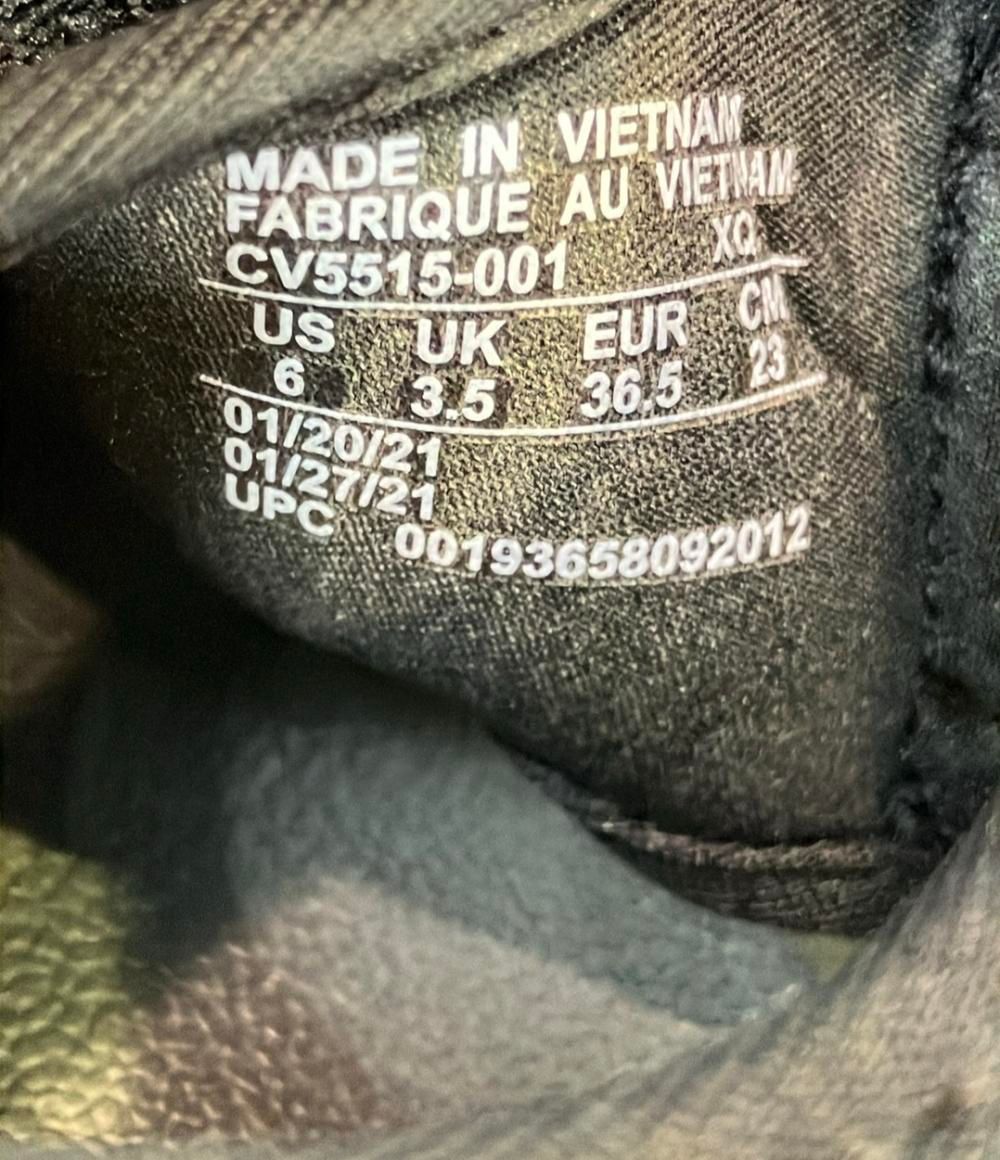 MADE IN VIETNAM
FABRIQUE AU VIETNAM
CV5515-001 XQ
US UK EUR CM
6 3.5 36.5 23
01/20/21
01/27/21
UPC 00193658092012